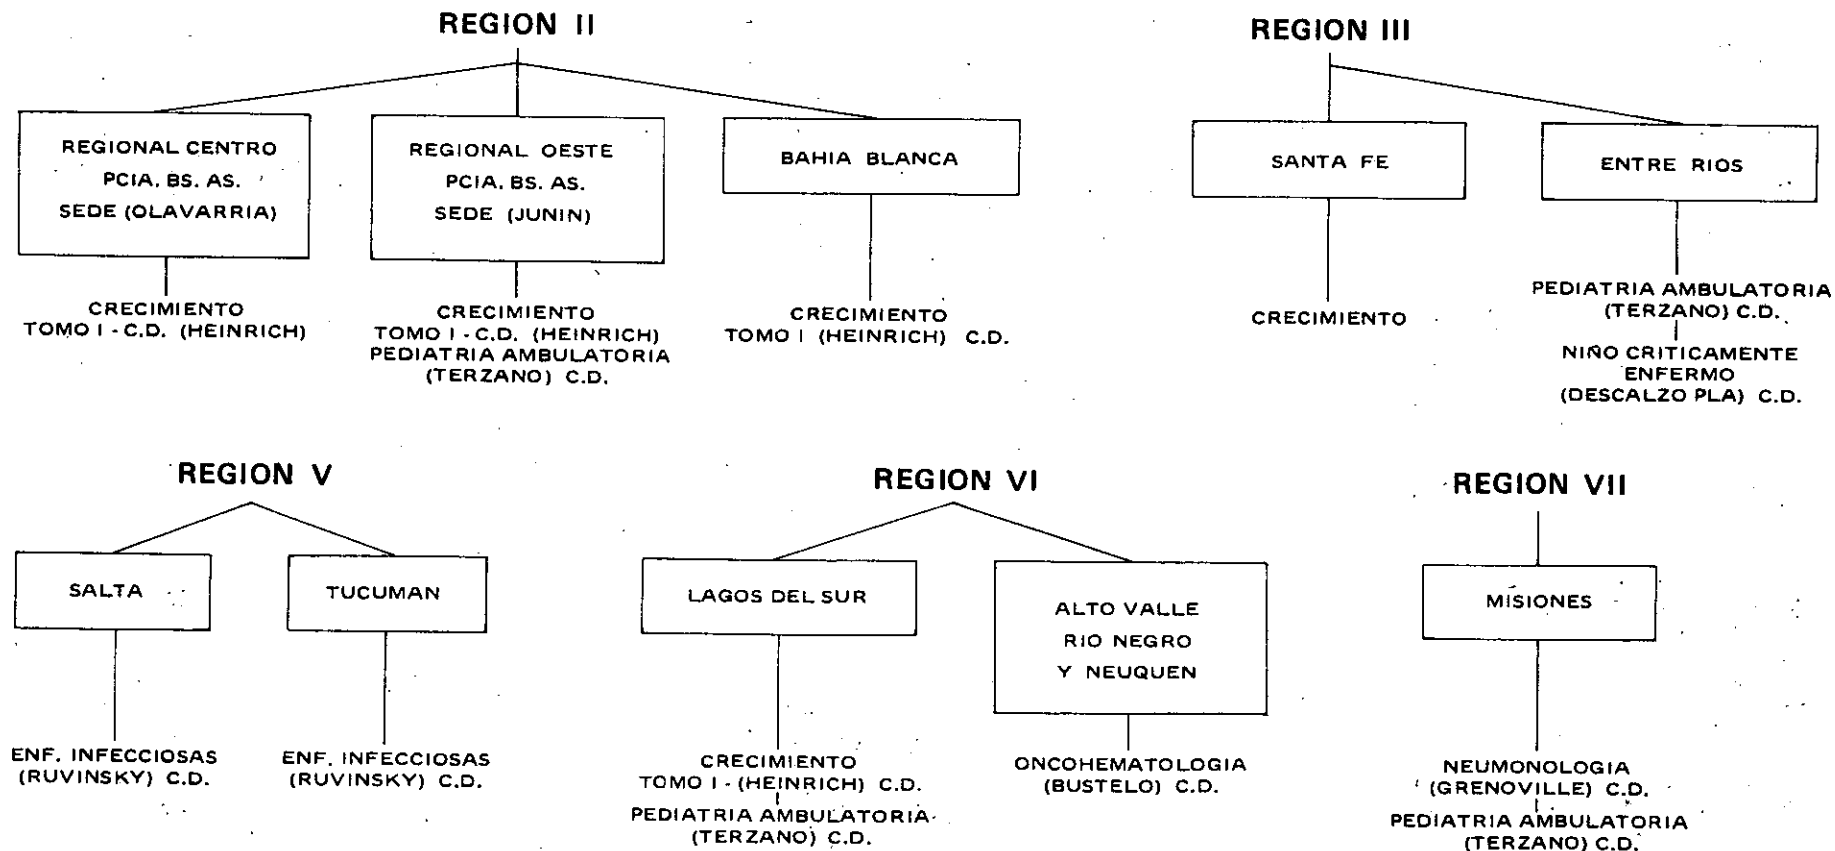 REGION II
REGIONAL CENTRO
PCIA. BS. AS.
SEDE (OLAVARRIA)
CRECIMIENTO
TOMO I - C.D. (HEINRICH)
REGIONAL OESTE
PCIA. BS. AS.
SEDE (JUNIN)
CRECIMIENTO
TOMO I - C.D. (HEINRICH)
PEDIATRIA AMBULATORIA
(TERZANO) C.D.
BAHIA BLANCA
CRECIMIENTO
TOMO I (HEINRICH) C.D.
REGION III
SANTA FE
CRECIMIENTO
ENTRE RIOS
PEDIATRIA AMBULATORIA
(TERZANO) C.D.
NIÑO CRITICAMENTE
ENFERMO
(DESCALZO PLA) C.D.
REGION V
SALTA
ENF. INFECCIOSAS
(RUVINSKY) C.D.
TUCUMAN
ENF. INFECCIOSAS
(RUVINSKY) C.D.
REGION VI
LAGOS DEL SUR
CRECIMIENTO
TOMO I - (HEINRICH) C.D.
PEDIATRIA AMBULATORIA
(TERZANO) C.D.
ALTO VALLE
RIO NEGRO
Y NEUQUEN
ONCOHEMATOLOGIA
(BUSTELO) C.D.
REGION VII
MISIONES
NEUMONOLOGIA
(GRENOVILLE) C.D.
PEDIATRIA AMBULATORIA
(TERZANO) C.D.